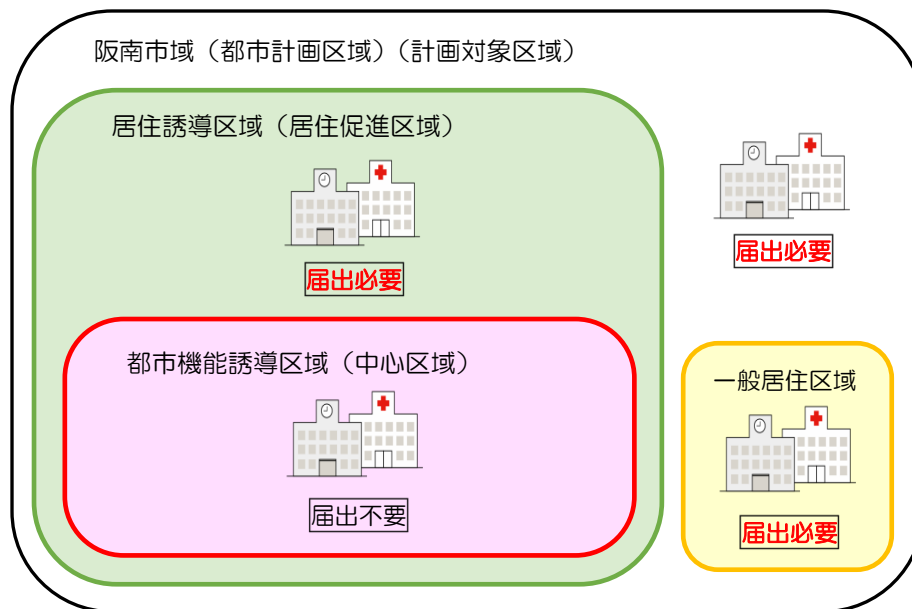 阪南市域（都市計画区域）（計画対象区域）
居住誘導区域（居住促進区域）
届出必要
届出必要
都市機能誘導区域（中心区域）
届出不要
一般居住区域
届出必要